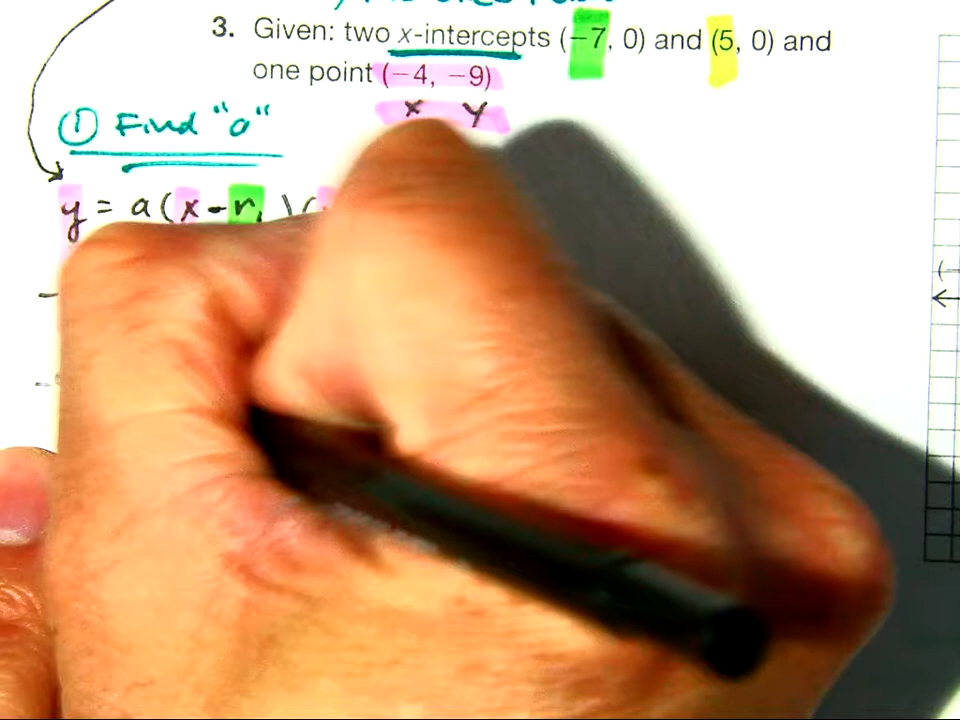 3. Given: two x-intercepts (−7, 0) and (5, 0) and
one point (−4, −9)
x y
① Find "a"
y = a(x-r₁)(